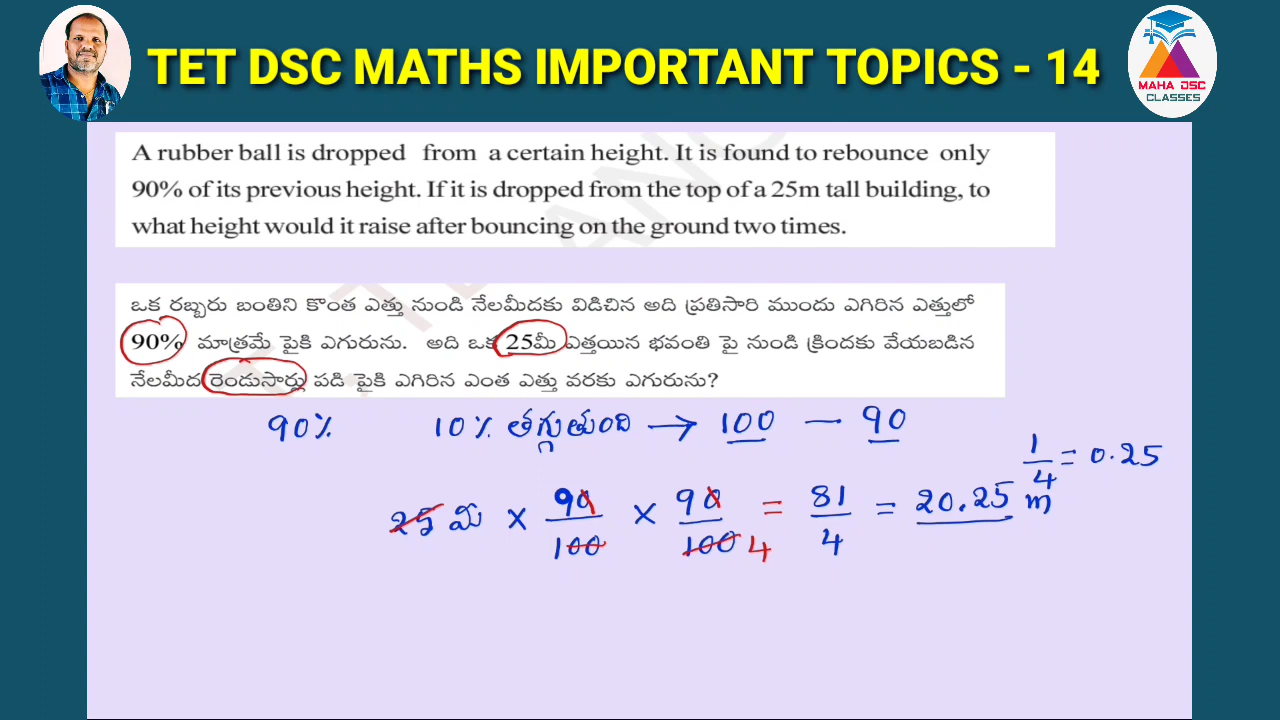 TET DSC MATHS IMPORTANT TOPICS - 14
MAHA DSC
CLASSES
A rubber ball is dropped from a certain height. It is found to rebounce only
90% of its previous height. If it is dropped from the top of a 25m tall building, to
what height would it raise after bouncing on the ground two times.
ఒక రబ్బరు బంతిని కొంత ఎత్తు నుండి నేలమీదకు విడిచిన అది ప్రతిసారి ముందు ఎగిరిన ఎత్తులో
90% మాత్రమే పైకి ఎగురును. అది ఒక 25మీ ఎత్తయిన భవంతి పై నుండి క్రిందకు వేయబడిన
నేలమీద రెండుసార్లు పడి పైకి ఎగిరిన ఎంత ఎత్తు వరకు ఎగురును?
90% 10% తగ్గుతుంది → 100 — 90
1/4 = 0.25
25 మీ × 90/100 × 90/100 = 81/4 = 20.25 m
4